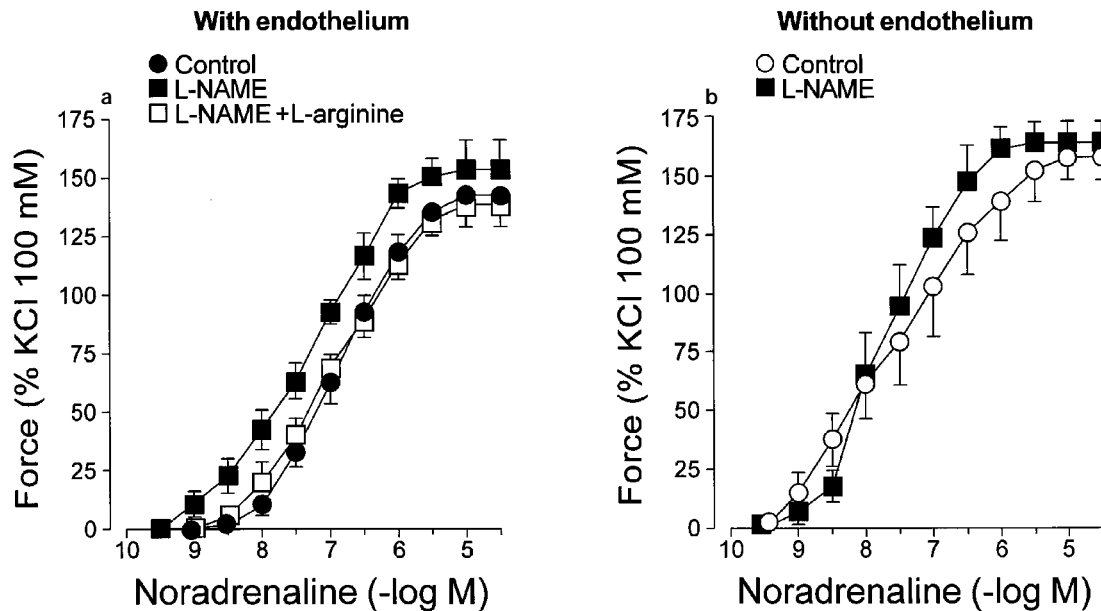 With endothelium
Control
L-NAME
L-NAME+L-arginine
a
Force (% KCl 100 mM)
175
150
125
100
75
50
25
0
10 9 8 7 6 5
Noradrenaline (-log M)
Without endothelium
Control
L-NAME
b
Force (% KCl 100 mM)
175
150
125
100
75
50
25
0
10 9 8 7 6 5
Noradrenaline (-log M)